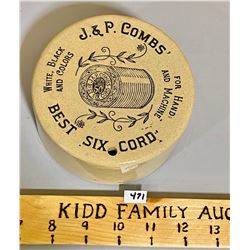 J. & P. COMBS'
WHITE, BLACK
AND COLORS
FOR HAND
AND MACHINE
BEST SIX CORD
471
KIDD FAMILY AUC
7 8 9 10 11 12 13